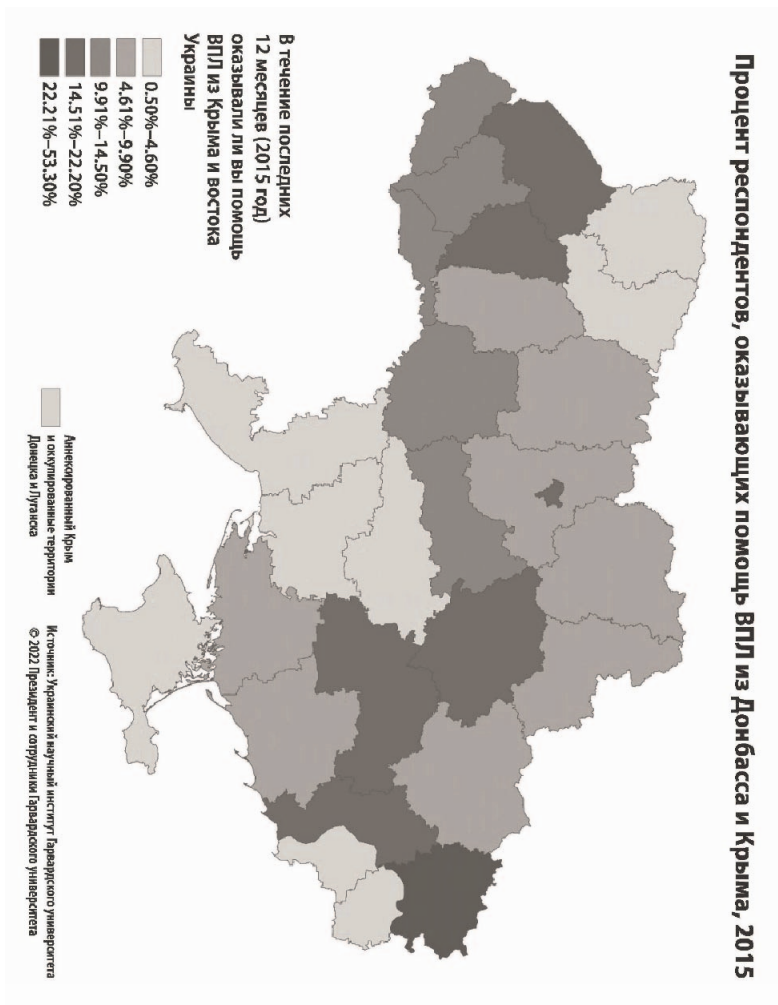 Процент респондентов, оказывающих помощь ВПЛ из Донбасса и Крыма, 2015
В течение последних
12 месяцев (2015 год)
оказывали ли вы помощь
ВПЛ из Крыма и востока
Украины
0.50%–4.60%
4.61%–9.90%
9.91%–14.50%
14.51%–22.20%
22.21%–53.30%
Аннексированный Крым
и оккупированные территории
Донецка и Луганска
Источник: Украинский научный институт Гарвардского университета
© 2022 Президент и сотрудники Гарвардского университета